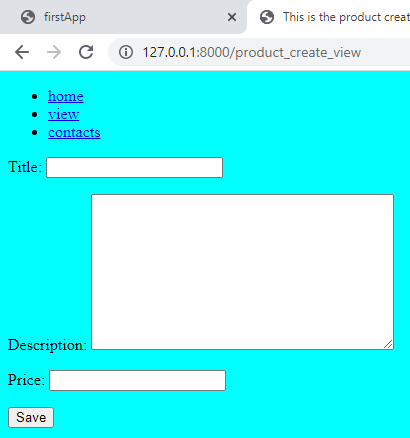 firstApp
This is the product creat
127.0.0.1:8000/product_create_view
home
view
contacts
Title:
Description:
Price:
Save